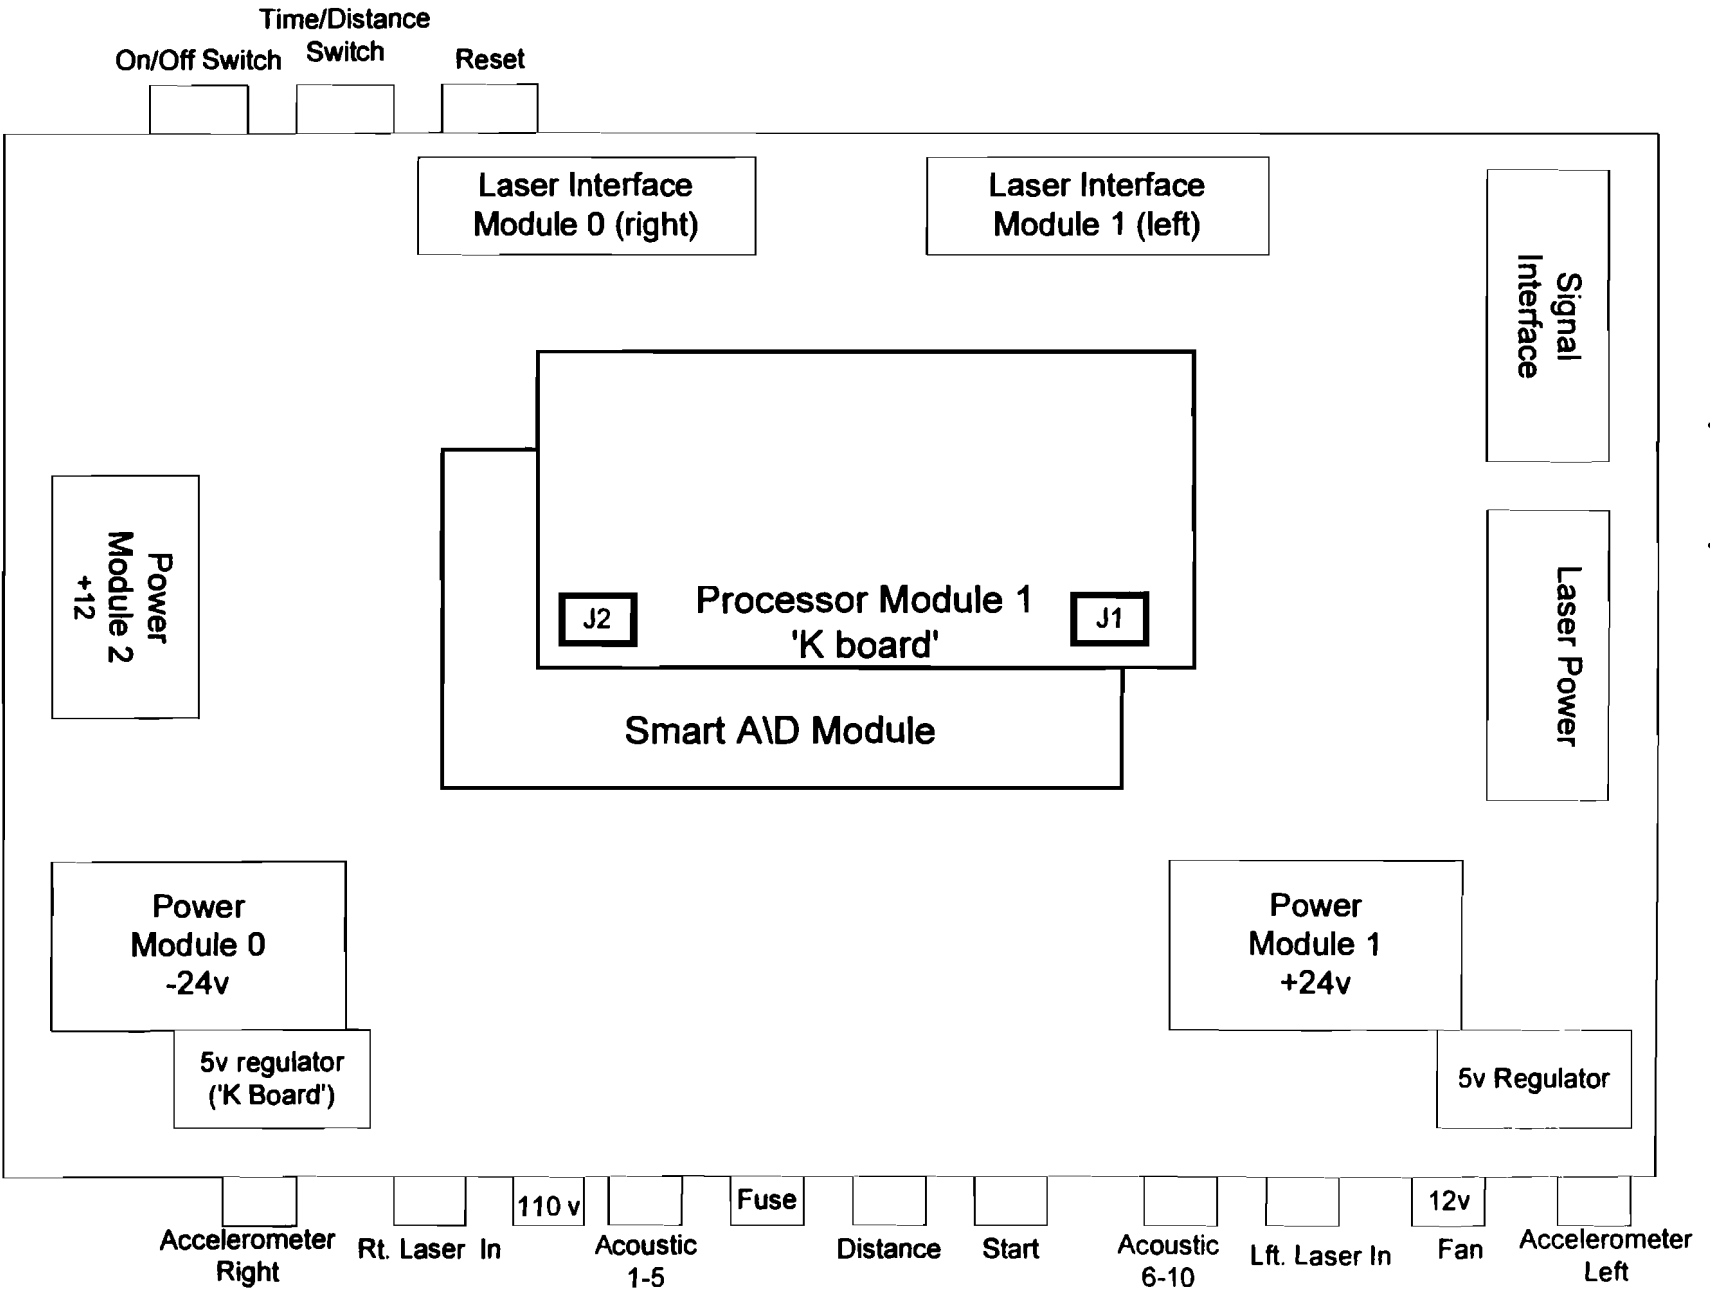 Time/Distance
Switch
On/Off Switch
Reset
Laser Interface
Module 0 (right)
Laser Interface
Module 1 (left)
Signal
Interface
Power
Module 2
+12
Processor Module 1
'K board'
J2
J1
Laser Power
Smart A\D Module
Power
Module 0
-24v
Power
Module 1
+24v
5v regulator
('K Board')
5v Regulator
110 v
Fuse
12v
Accelerometer
Right
Rt. Laser In
Acoustic
1-5
Distance
Start
Acoustic
6-10
Lft. Laser In
Fan
Accelerometer
Left